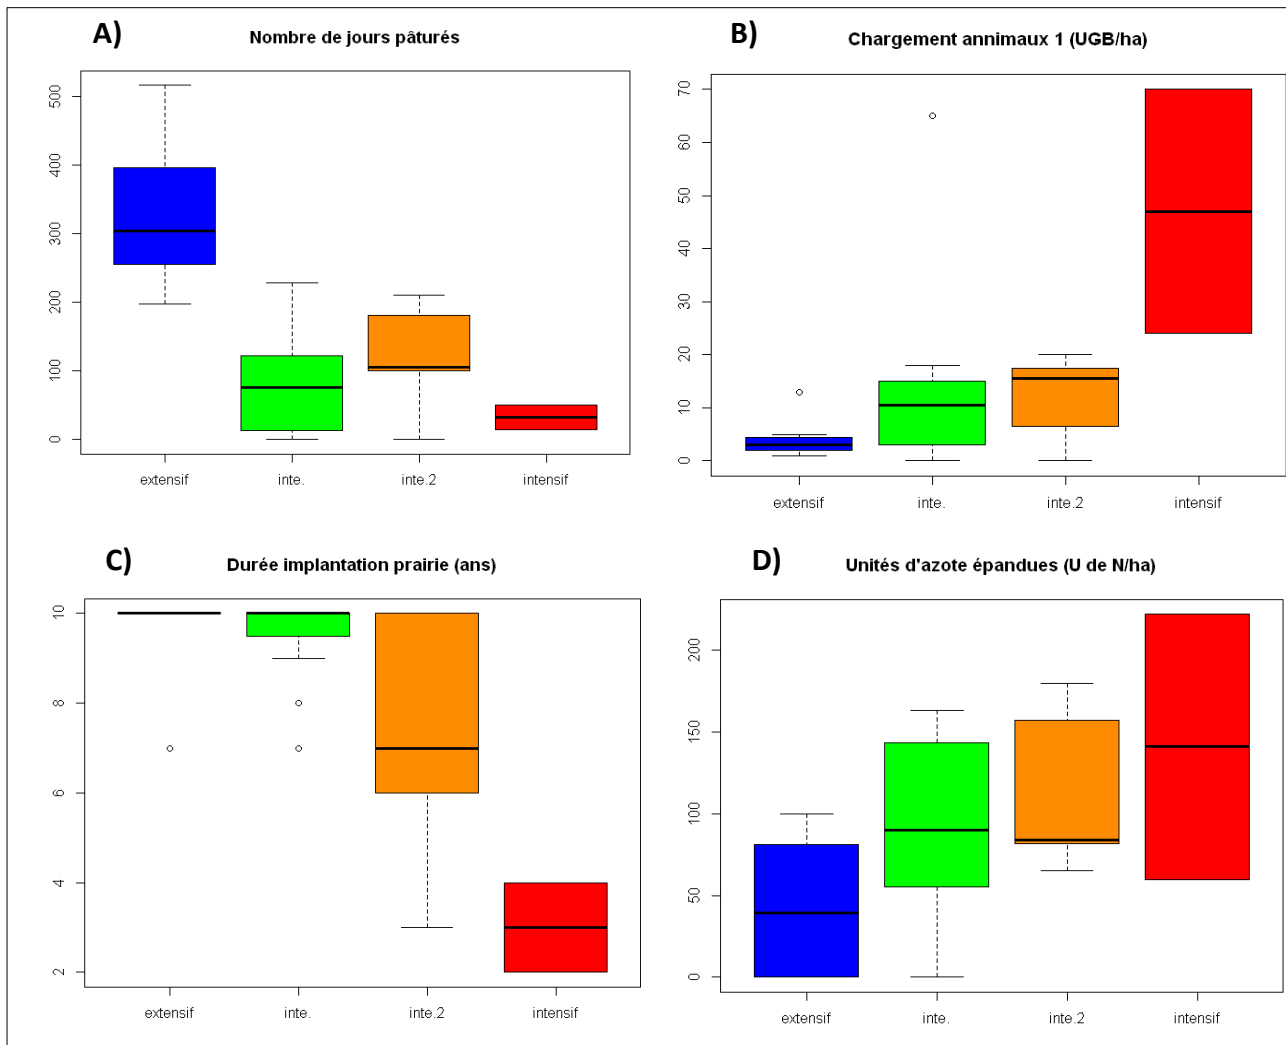 A)
Nombre de jours pâturés
500
400
300
200
100
0
extensif inte. inte.2 intensif
B)
Chargement annimaux 1 (UGB/ha)
70
60
50
40
30
20
10
0
extensif inte. inte.2 intensif
C)
Durée implantation prairie (ans)
10
8
6
4
2
extensif inte. inte.2 intensif
D)
Unités d'azote épandues (U de N/ha)
200
150
100
50
0
extensif inte. inte.2 intensif